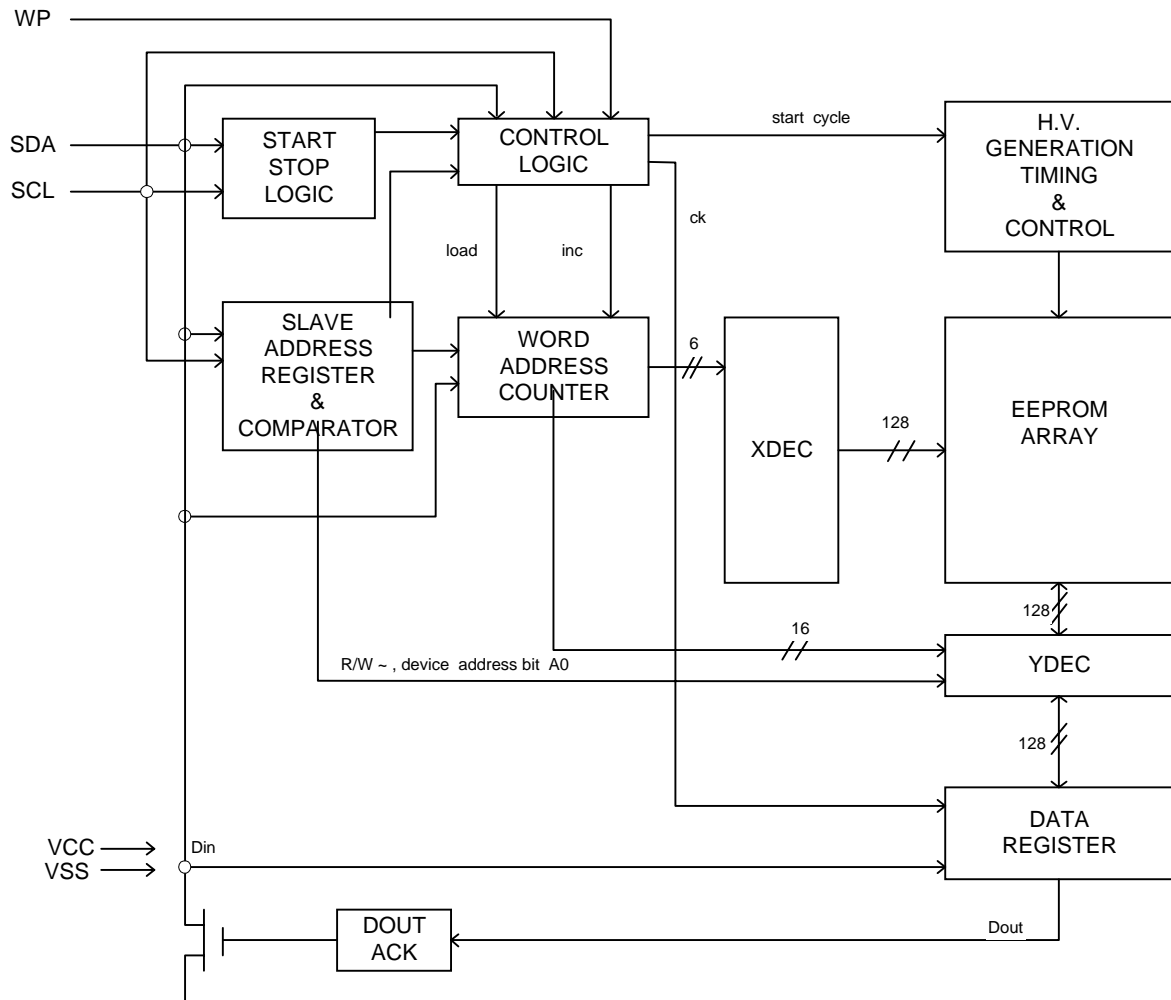 WP
SDA
SCL
START
STOP
LOGIC
CONTROL
LOGIC
start cycle
H.V.
GENERATION
TIMING
&
CONTROL
load
inc
ck
SLAVE
ADDRESS
REGISTER
&
COMPARATOR
WORD
ADDRESS
COUNTER
6
XDEC
128
EEPROM
ARRAY
128
16
R/W ~ , device address bit A0
YDEC
128
DATA
REGISTER
VCC
VSS
Din
DOUT
ACK
Dout